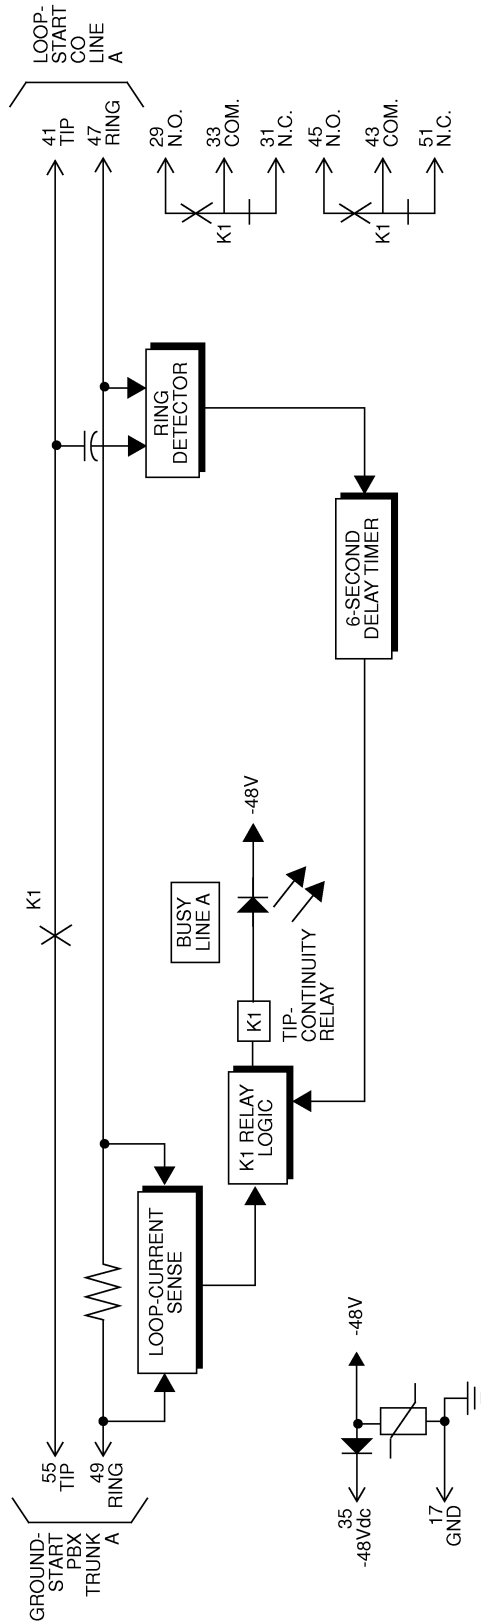 GROUND-
START
PBX
TRUNK
A
55
TIP
49
RING
K1
LOOP-
START
CO
LINE
A
41
TIP
47
RING
LOOP-CURRENT
SENSE
K1 RELAY
LOGIC
K1
TIP-
CONTINUITY
RELAY
BUSY
LINE A
-48V
RING
DETECTOR
6-SECOND
DELAY TIMER
29
N.O.
33
COM.
31
N.C.
K1
45
N.O.
43
COM.
51
N.C.
K1
35
-48Vdc
-48V
17
GND